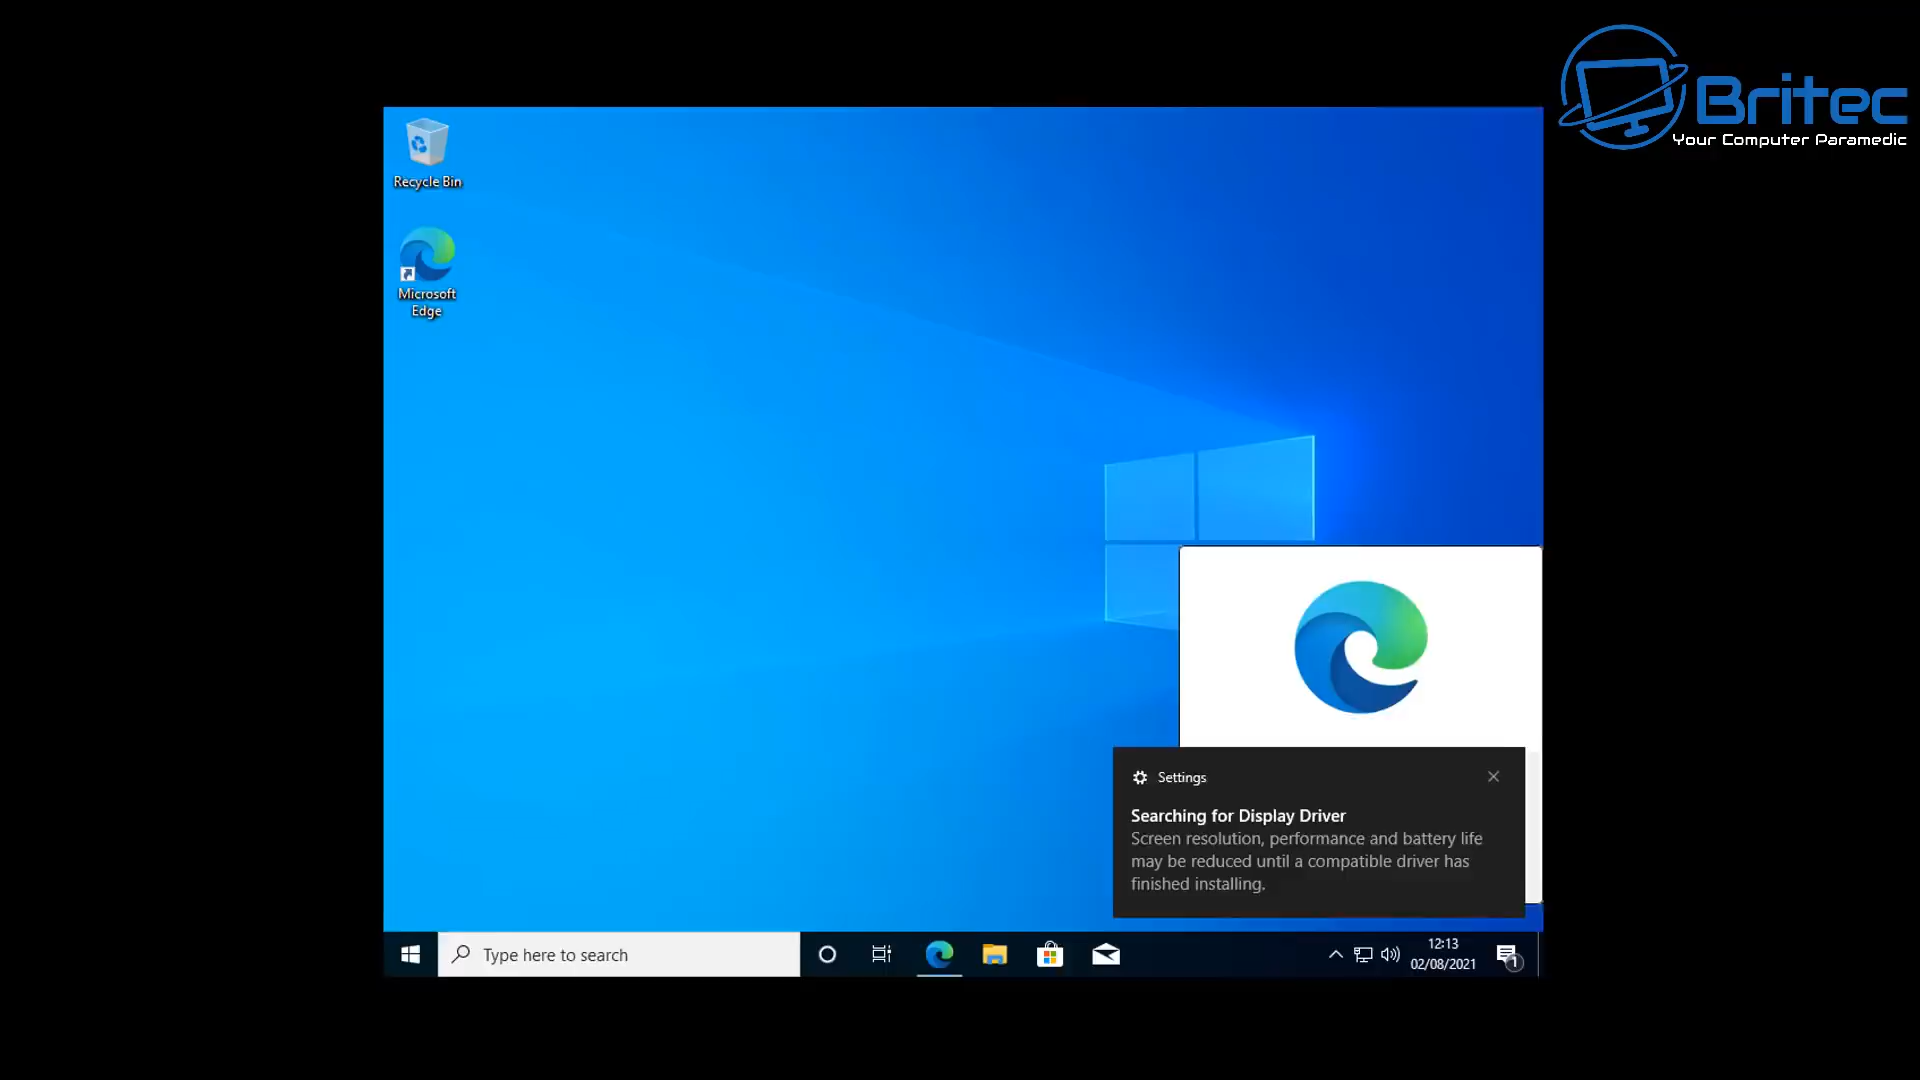 Britec
Your Computer Paramedic
Recycle Bin
Microsoft
Edge
Settings
Searching for Display Driver
Screen resolution, performance and battery life
may be reduced until a compatible driver has
finished installing.
Type here to search
12:13
02/08/2021
1